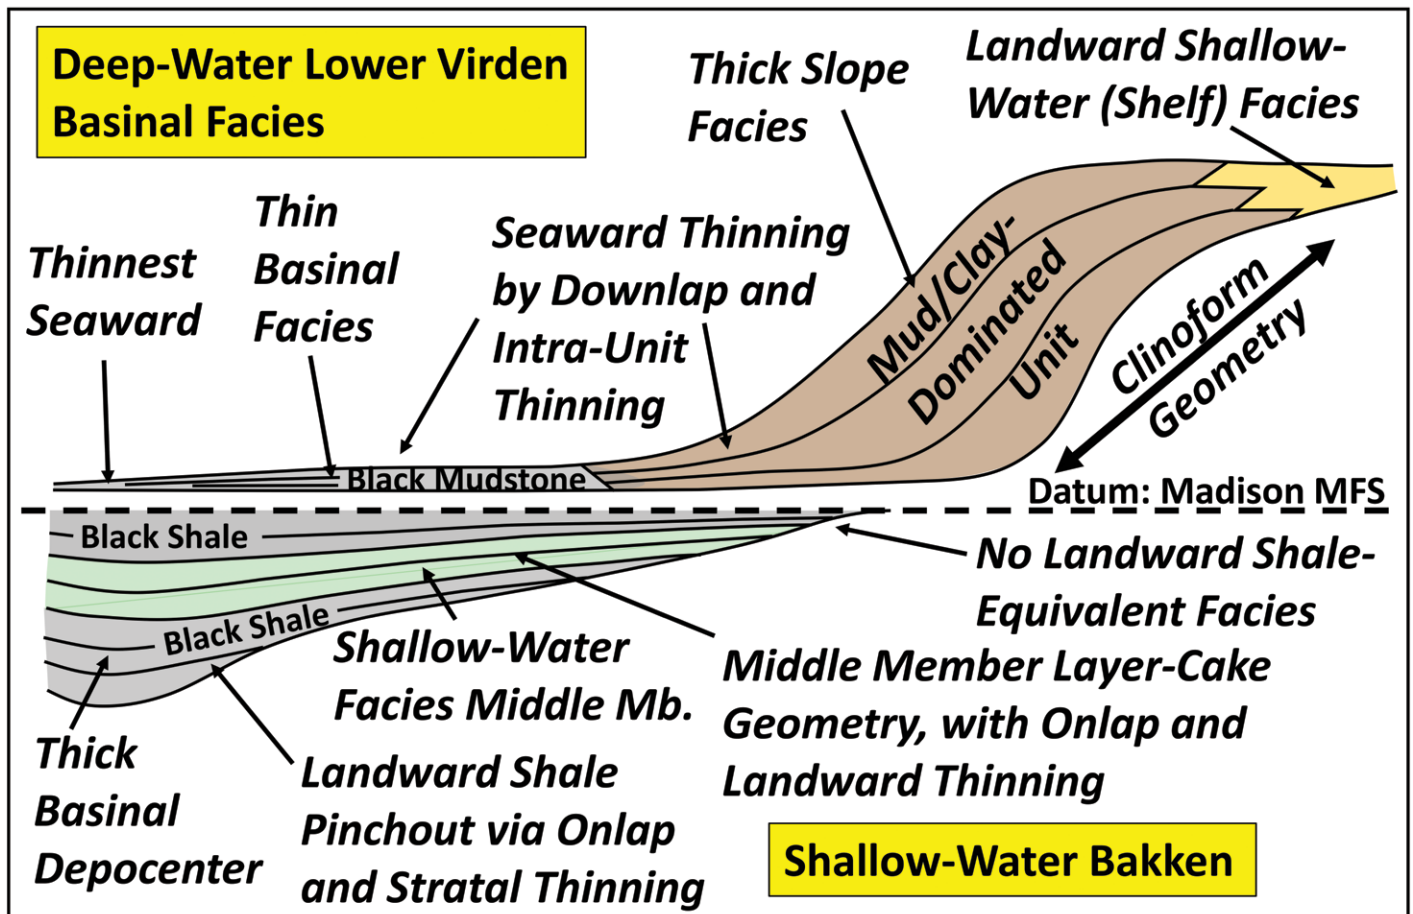 Deep-Water Lower Virden
Basinal Facies
Thick Slope
Facies
Landward Shallow-
Water (Shelf) Facies
Thinnest
Seaward
Thin
Basinal
Facies
Seaward Thinning
by Downlap and
Intra-Unit
Thinning
Mud/Clay-
Dominated
Unit
Clinoform
Geometry
Black Mudstone
Datum: Madison MFS
Black Shale
Black Shale
No Landward Shale-
Equivalent Facies
Shallow-Water
Facies Middle Mb.
Middle Member Layer-Cake
Geometry, with Onlap and
Landward Thinning
Thick
Basinal
Depocenter
Landward Shale
Pinchout via Onlap
and Stratal Thinning
Shallow-Water Bakken